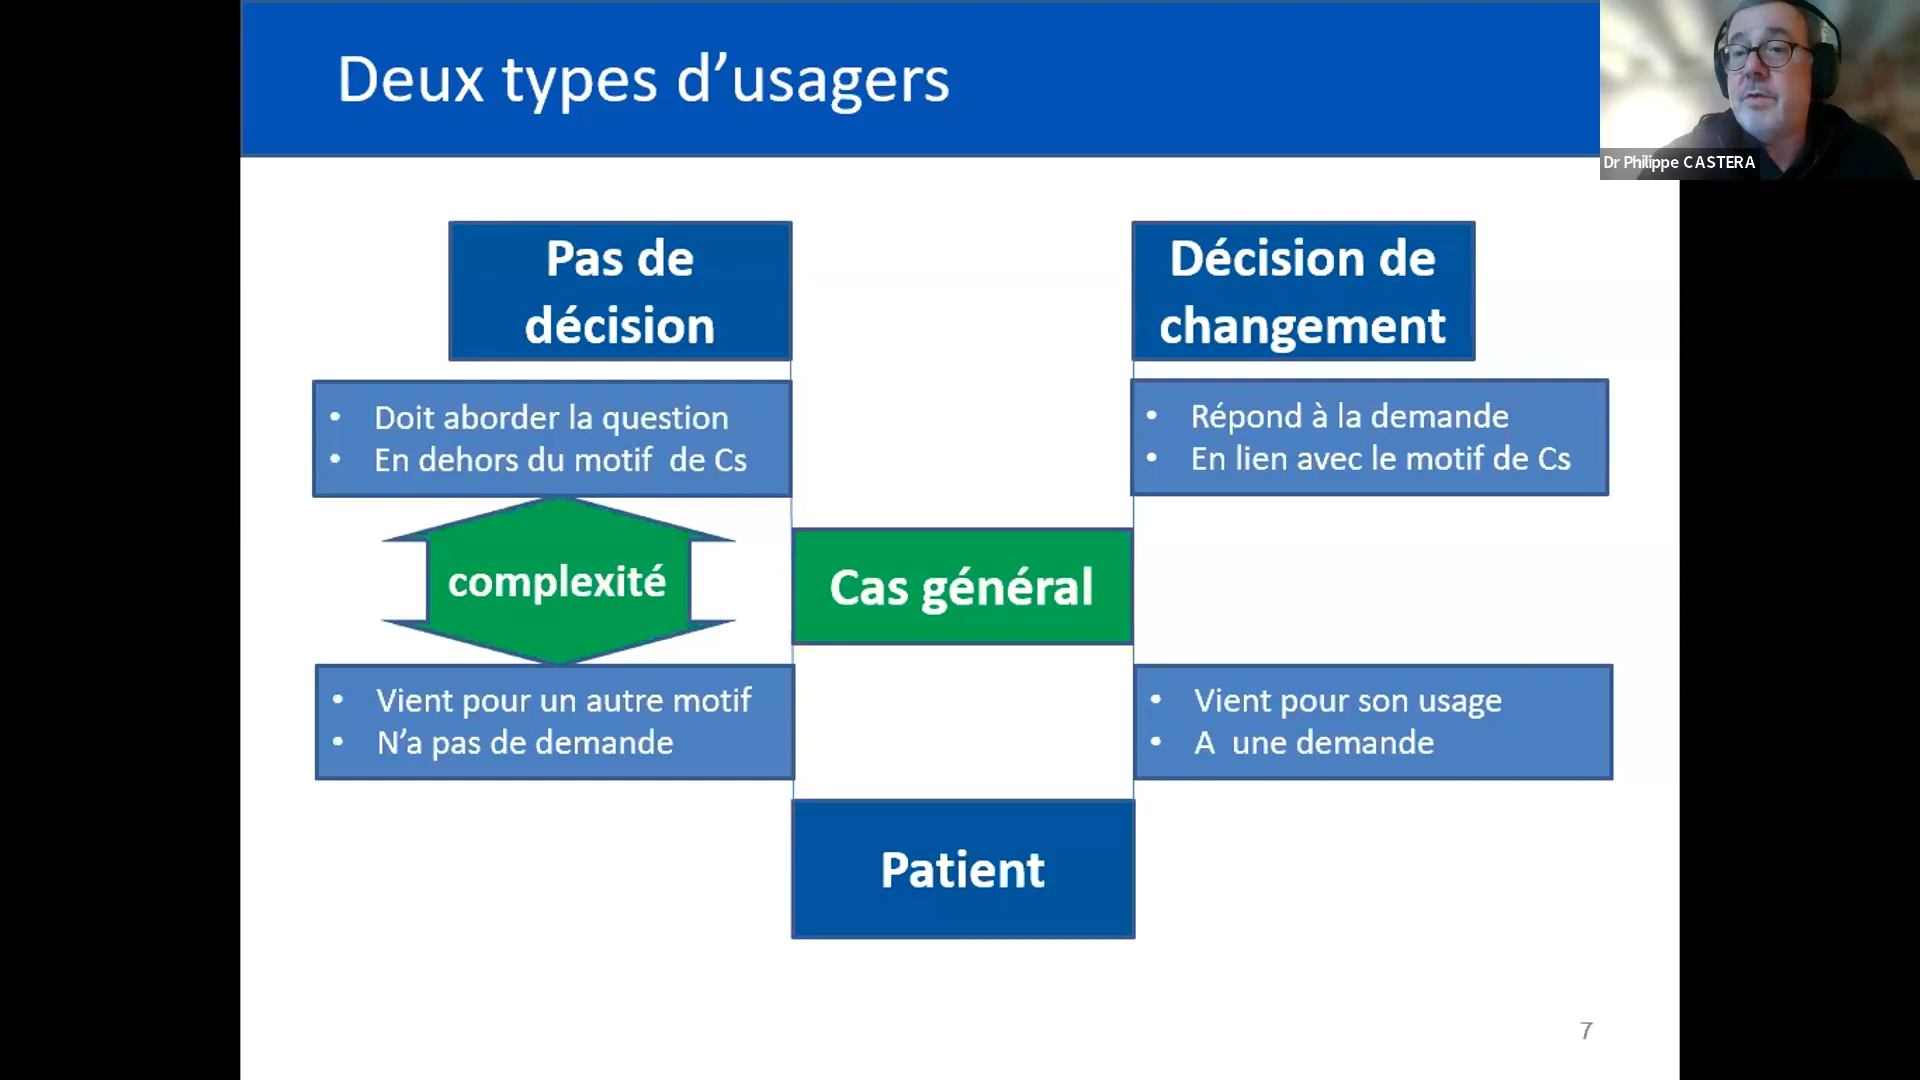 Deux types d’usagers
Dr Philippe CASTERA
Pas de
décision
Décision de
changement
• Doit aborder la question
• En dehors du motif  de Cs
• Répond à la demande
• En lien avec le motif de Cs
complexité
Cas général
• Vient pour un autre motif
• N’a pas de demande
• Vient pour son usage
• A  une demande
Patient
7